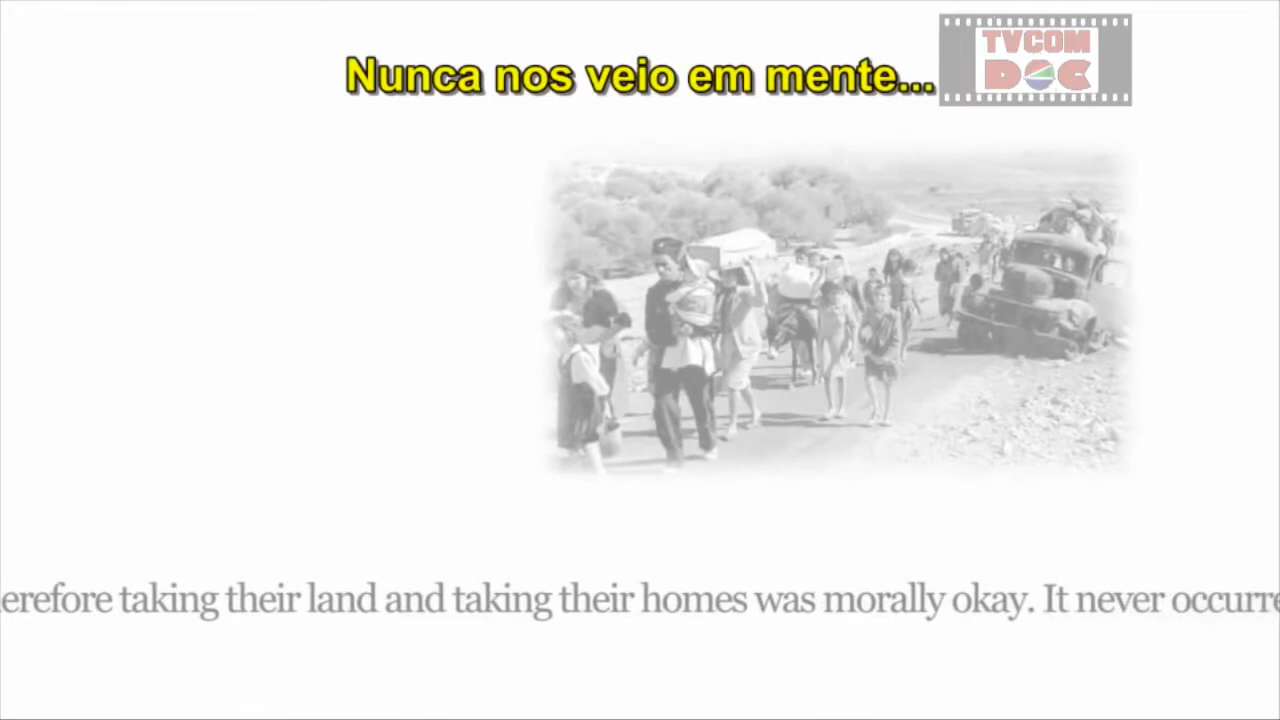 Nunca nos veio em mente...
TVCOM
DOC
erefore taking their land and taking their homes was morally okay. It never occurre